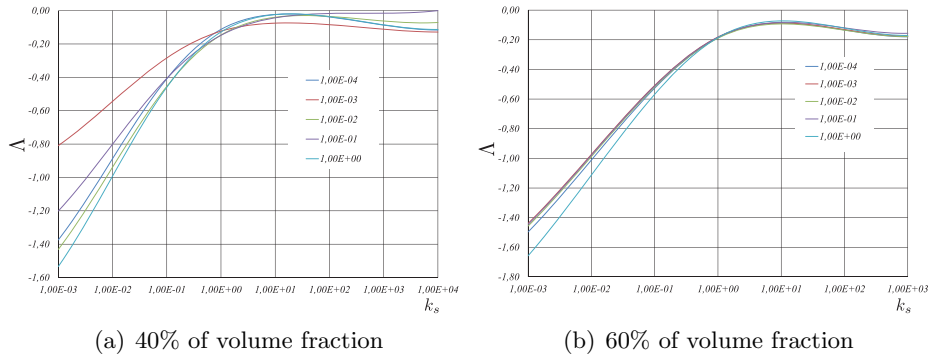 0,00
-0,20
-0,40
-0,60
-0,80
-1,00
-1,20
-1,40
-1,60
Λ
1,00E-04
1,00E-03
1,00E-02
1,00E-01
1,00E+00
1,00E-03 1,00E-02 1,00E-01 1,00E+00 1,00E+01 1,00E+02 1,00E+03 1,00E+04
k_s
(a) 40% of volume fraction
0,00
-0,20
-0,40
-0,60
-0,80
-1,00
-1,20
-1,40
-1,60
-1,80
Λ
1,00E-04
1,00E-03
1,00E-02
1,00E-01
1,00E+00
1,00E-03 1,00E-02 1,00E-01 1,00E+00 1,00E+01 1,00E+02 1,00E+03
k_s
(b) 60% of volume fraction